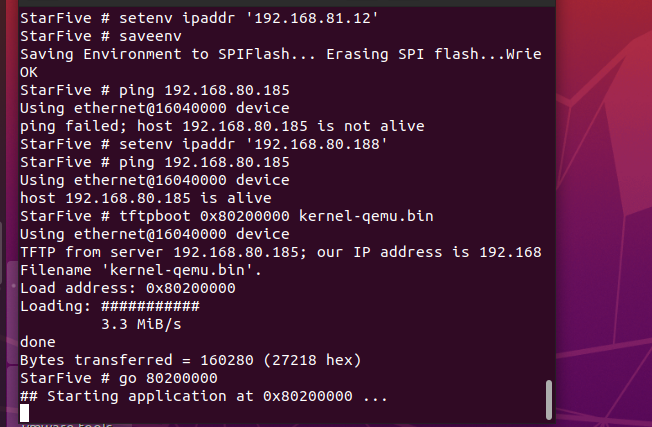 StarFive # setenv ipaddr '192.168.81.12'
StarFive # saveenv
Saving Environment to SPIFlash... Erasing SPI flash...Wrie
OK
StarFive # ping 192.168.80.185
Using ethernet@16040000 device
ping failed; host 192.168.80.185 is not alive
StarFive # setenv ipaddr '192.168.80.188'
StarFive # ping 192.168.80.185
Using ethernet@16040000 device
host 192.168.80.185 is alive
StarFive # tftpboot 0x80200000 kernel-qemu.bin
Using ethernet@16040000 device
TFTP from server 192.168.80.185; our IP address is 192.168
Filename 'kernel-qemu.bin'.
Load address: 0x80200000
Loading: ###########
3.3 MiB/s
done
Bytes transferred = 160280 (27218 hex)
StarFive # go 80200000
## Starting application at 0x80200000 ...